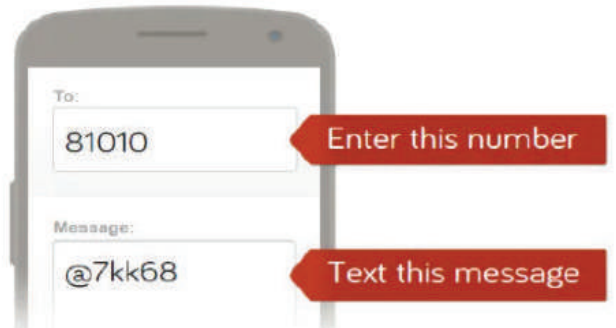 To:
81010
Enter this number
Message:
@7kk68
Text this message